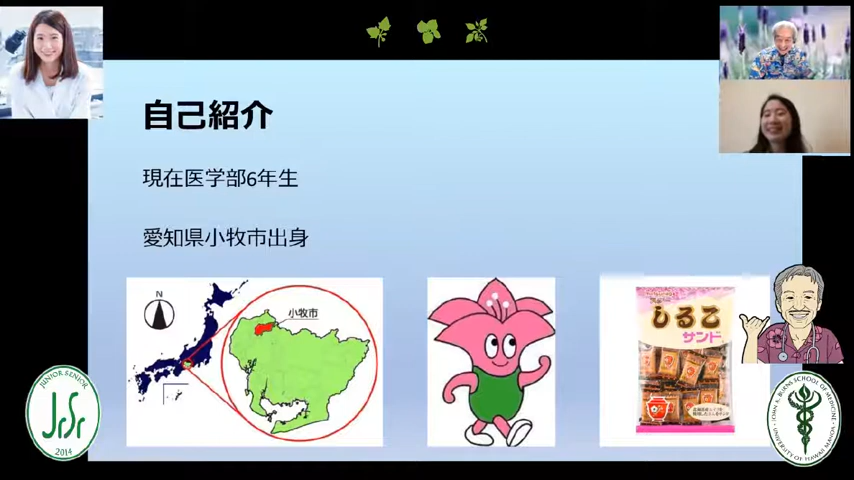 自己紹介
現在医学部6年生
愛知県小牧市出身
N
小牧市
しるこ
サンド
JUNIOR SENIOR
JrSr
2014
JOHN A. BURNS SCHOOL OF MEDICINE
UNIVERSITY OF HAWAII MANOA